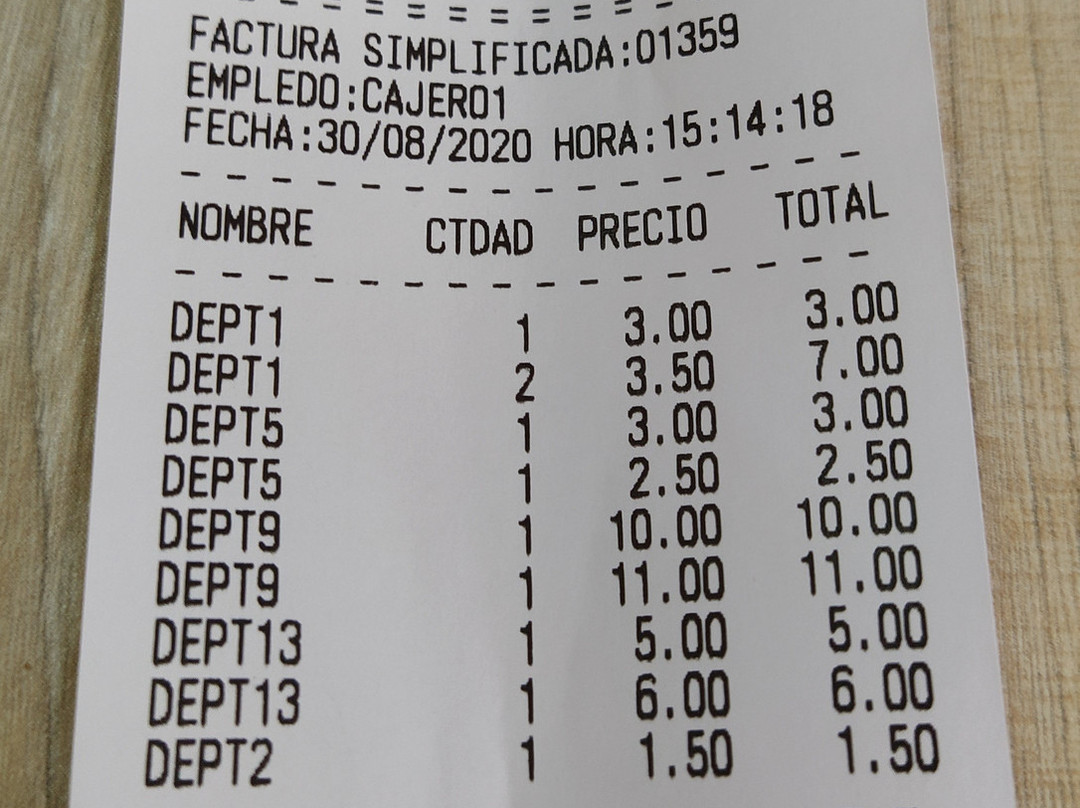 = = = = = = = = = =
FACTURA SIMPLIFICADA:01359
EMPLEDO:CAJERO1
FECHA:30/08/2020 HORA:15:14:18
- - - - - - - - - - - - - - - -
NOMBRE CTDAD PRECIO TOTAL
- - - - - - - - - - - - - - - -
DEPT1 1 3.00 3.00
DEPT1 2 3.50 7.00
DEPT5 1 3.00 3.00
DEPT5 1 2.50 2.50
DEPT9 1 10.00 10.00
DEPT9 1 11.00 11.00
DEPT13 1 5.00 5.00
DEPT13 1 6.00 6.00
DEPT2 1 1.50 1.50